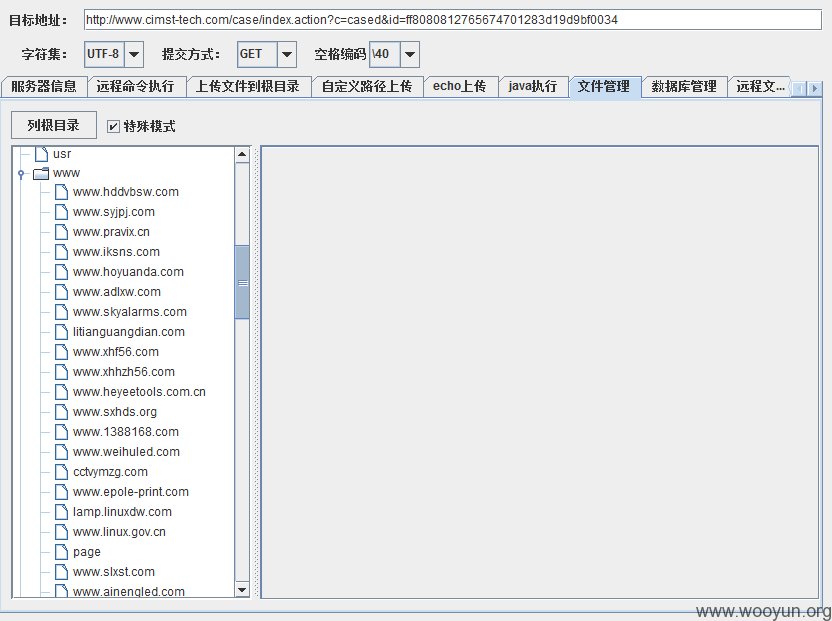 目标地址： http://www.cimst-tech.com/case/index.action?c=cased&id=ff8080812765674701283d19d9bf0034
字符集： UTF-8 提交方式： GET 空格编码 \40
服务器信息 远程命令执行 上传文件到根目录 自定义路径上传 echo上传 java执行 文件管理 数据库管理 远程文...
列根目录 特殊模式
usr
www
www.hddvbsw.com
www.syjpj.com
www.pravix.cn
www.iksns.com
www.hoyuanda.com
www.adlxw.com
www.skyalarms.com
litianguangdian.com
www.xhf56.com
www.xhhzh56.com
www.heyeetools.com.cn
www.sxhds.org
www.1388168.com
www.weihuled.com
cctvymzg.com
www.epole-print.com
lamp.linuxdw.com
www.linux.gov.cn
page
www.slxst.com
www.ainengled.com
www.wooyun.org